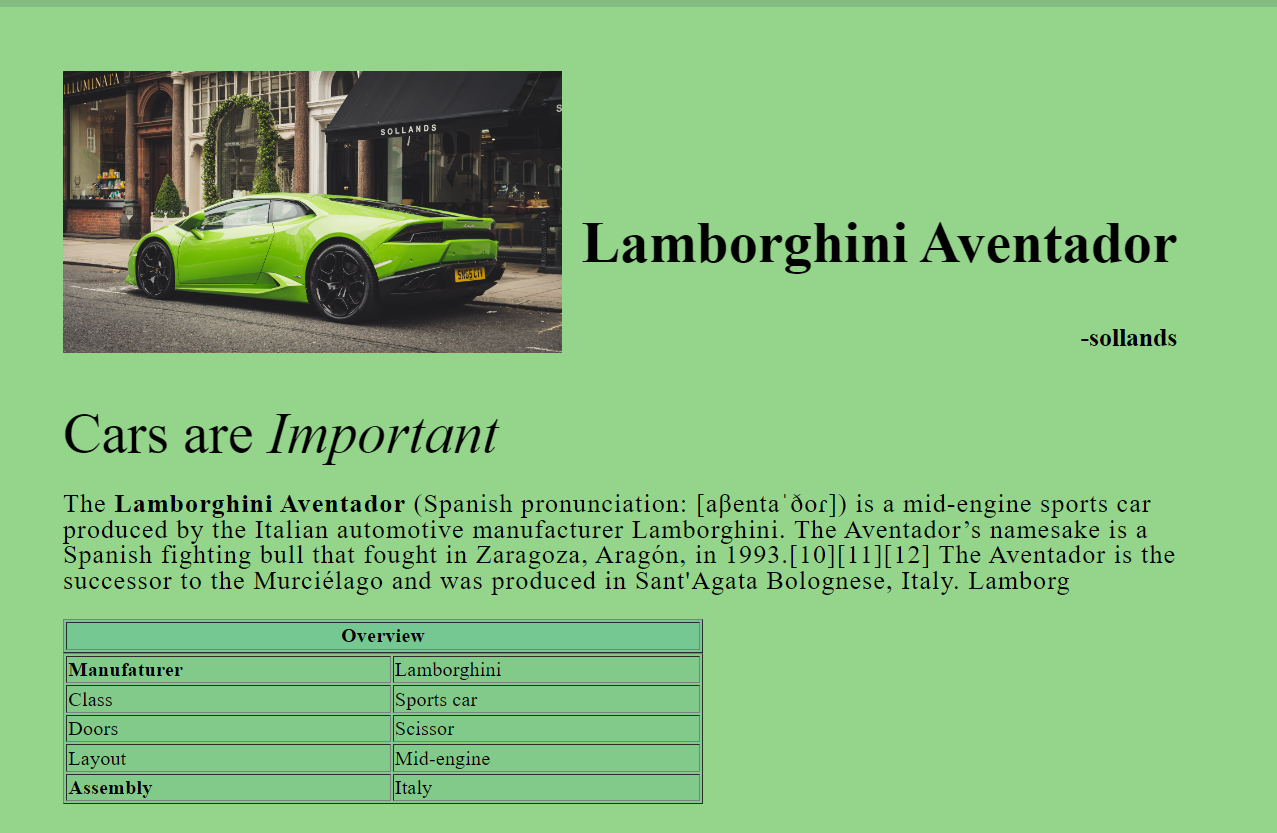 ILLUMINATA
S
SOLLANDS
Lamborghini Aventador
-sollands
Cars are Important
The Lamborghini Aventador (Spanish pronunciation: [aβentaˈðoɾ]) is a mid-engine sports car
produced by the Italian automotive manufacturer Lamborghini. The Aventador’s namesake is a
Spanish fighting bull that fought in Zaragoza, Aragón, in 1993.[10][11][12] The Aventador is the
successor to the Murciélago and was produced in Sant'Agata Bolognese, Italy. Lamborg
Overview
Manufaturer Lamborghini
Class Sports car
Doors Scissor
Layout Mid-engine
Assembly Italy